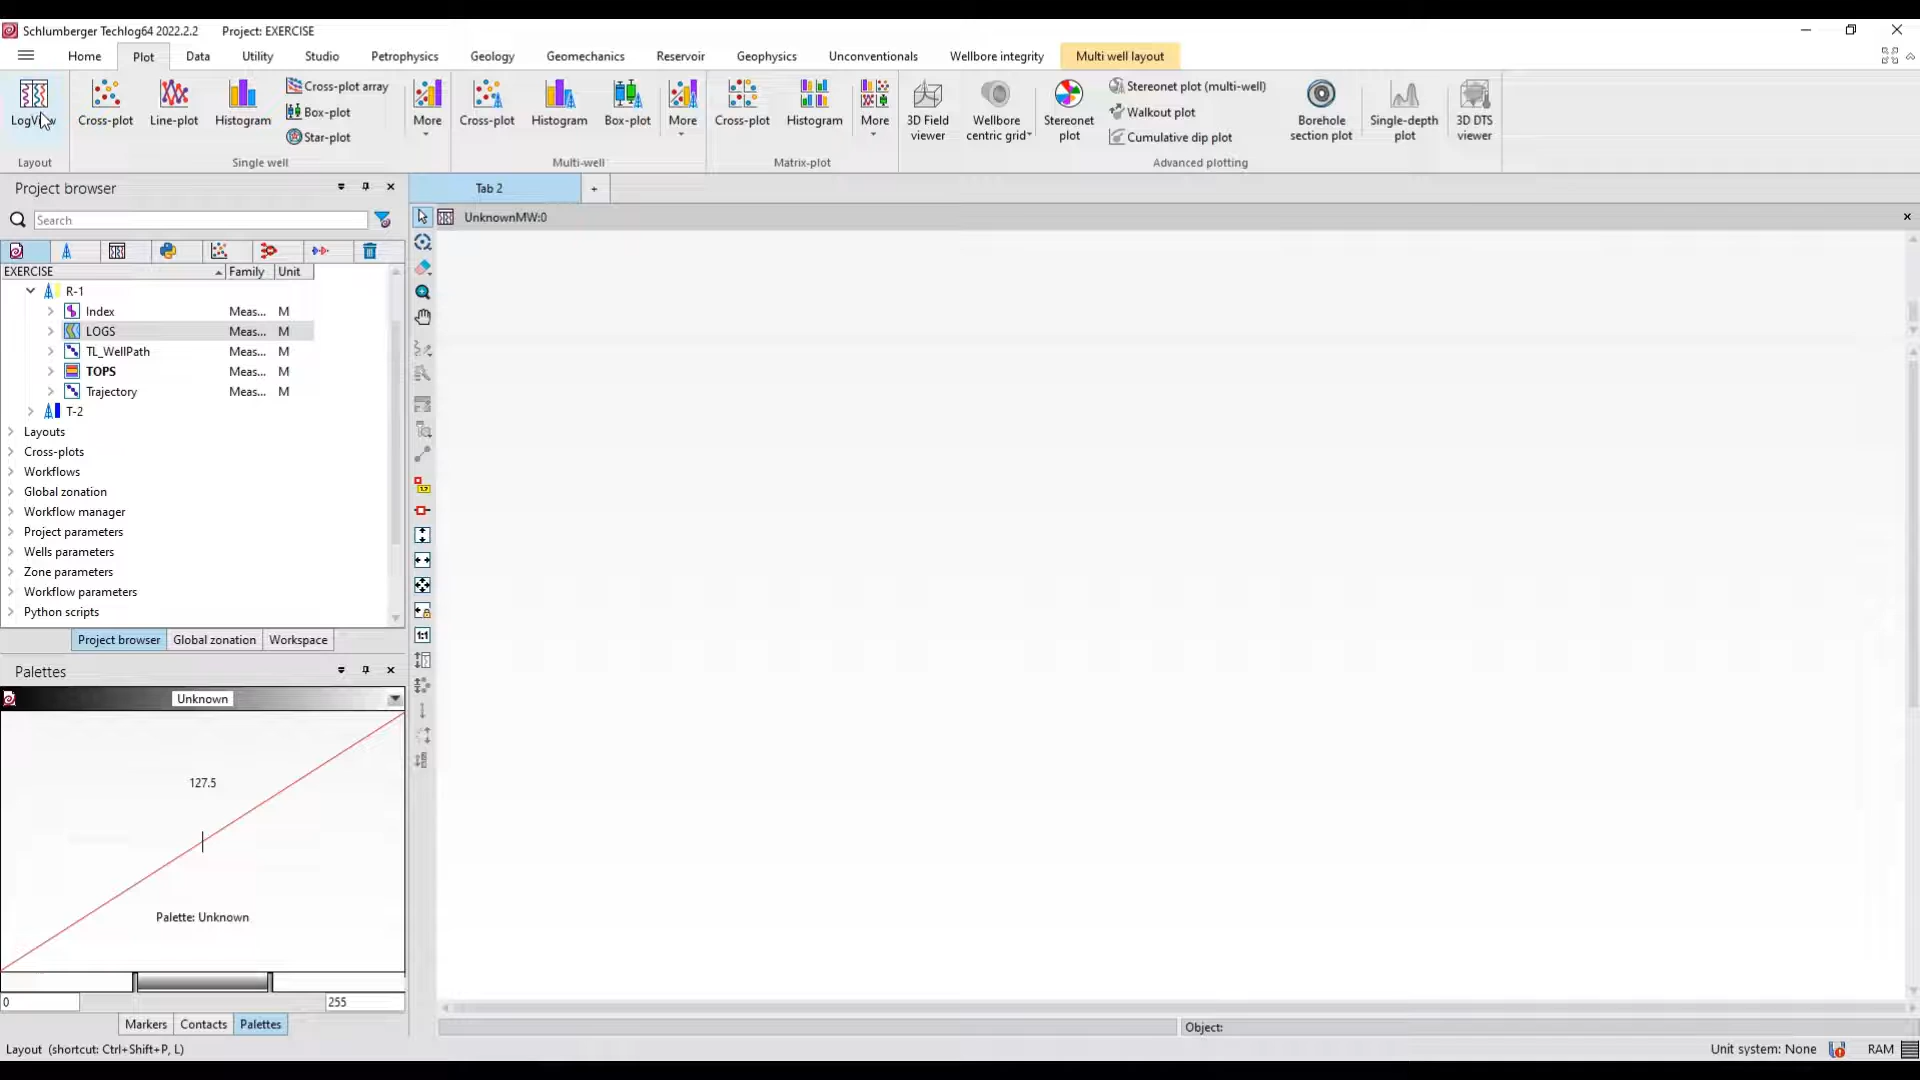 Schlumberger Techlog64 2022.2.2 Project: EXERCISE
Home Plot Data Utility Studio Petrophysics Geology Geomechanics Reservoir Geophysics Unconventionals Wellbore integrity Multi well layout
Cross-plot Line-plot Histogram
Cross-plot array
Box-plot
Star-plot
More
Cross-plot Histogram Box-plot More
Cross-plot Histogram More
3D Field viewer
Wellbore centric grid
Stereonet plot
Stereonet plot (multi-well)
Walkout plot
Cumulative dip plot
Borehole section plot
Single-depth plot
3D DTS viewer
Layout Single well Multi-well Matrix-plot Advanced plotting
Project browser
Search
EXERCISE Family Unit
R-1
Index Meas... M
LOGS Meas... M
TL_WellPath Meas... M
TOPS Meas... M
Trajectory Meas... M
T-2
Layouts
Cross-plots
Workflows
Global zonation
Workflow manager
Project parameters
Wells parameters
Zone parameters
Workflow parameters
Python scripts
Project browser Global zonation Workspace
Palettes
Unknown
127.5
Palette: Unknown
0 255
Markers Contacts Palettes
Tab 2 +
UnknownMW:0
1:1
Object:
Layout (shortcut: Ctrl+Shift+P, L)
Unit system: None RAM